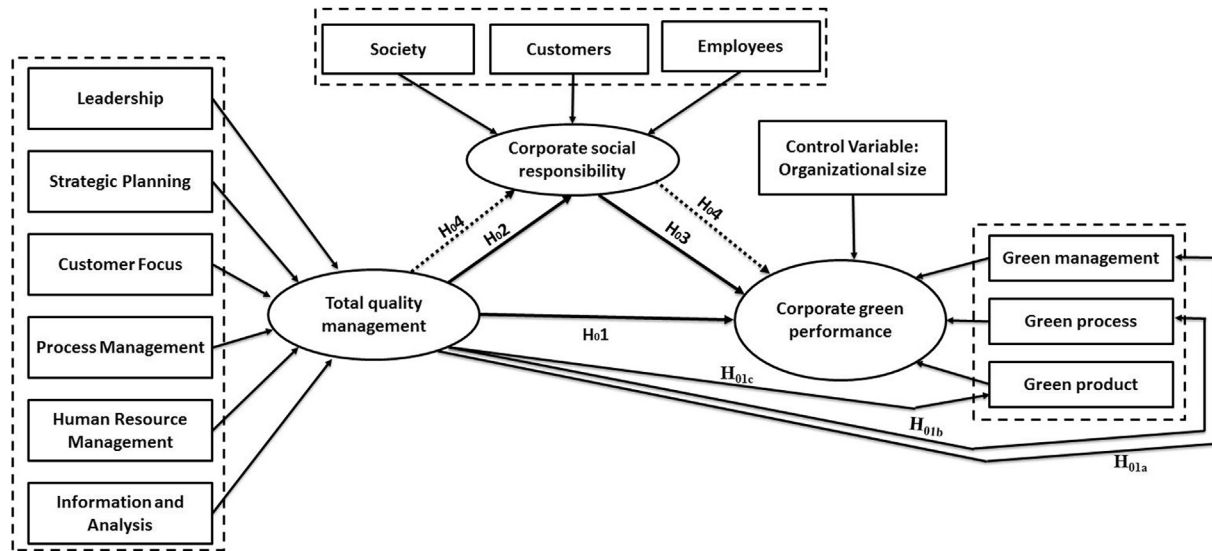 Society
Customers
Employees
Leadership
Strategic Planning
Customer Focus
Process Management
Human Resource
Management
Information and
Analysis
Corporate social
responsibility
Control Variable:
Organizational size
H₀4
H₀2
H₀3
H₀4
Total quality
management
H₀1
Corporate green
performance
Green management
Green process
Green product
H₀₁c
H₀₁b
H₀₁a